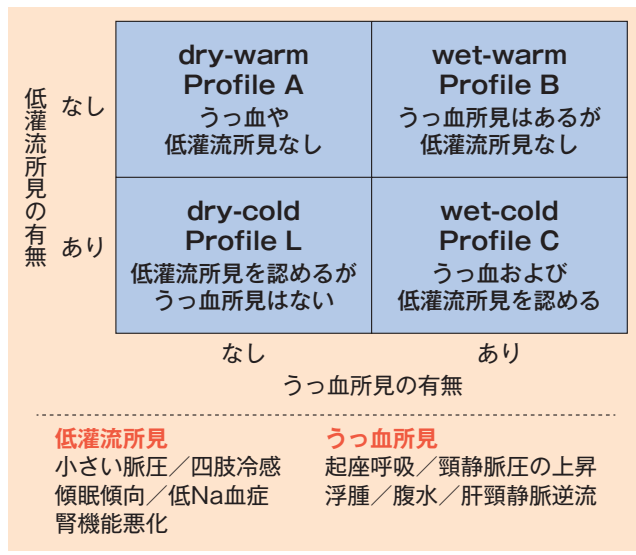 低灌流所見の有無
なし
dry-warm
Profile A
うっ血や
低灌流所見なし
wet-warm
Profile B
うっ血所見はあるが
低灌流所見なし
あり
dry-cold
Profile L
低灌流所見を認めるが
うっ血所見はない
wet-cold
Profile C
うっ血および
低灌流所見を認める
なし
あり
うっ血所見の有無
低灌流所見
小さい脈圧／四肢冷感
傾眠傾向／低Na血症
腎機能悪化
うっ血所見
起座呼吸／頸静脈圧の上昇
浮腫／腹水／肝頸静脈逆流